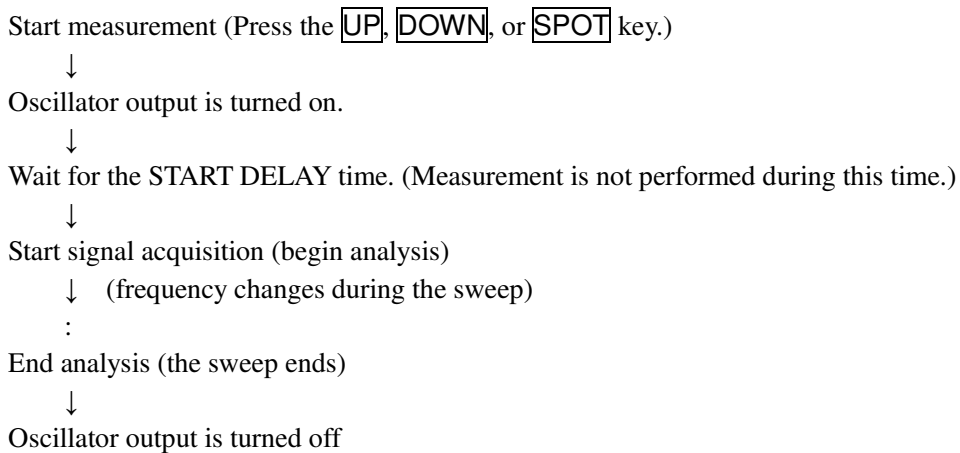 Start measurement (Press the UP, DOWN, or SPOT key.)
↓
Oscillator output is turned on.
↓
Wait for the START DELAY time. (Measurement is not performed during this time.)
↓
Start signal acquisition (begin analysis)
↓ (frequency changes during the sweep)
:
End analysis (the sweep ends)
↓
Oscillator output is turned off